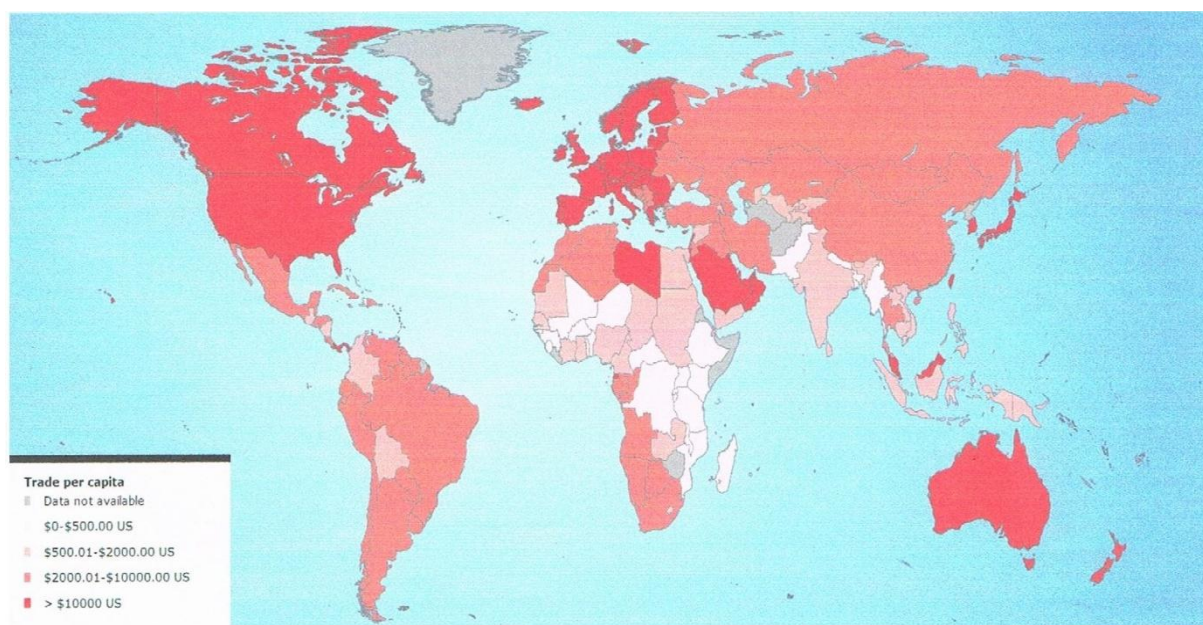 Trade per capita
Data not available
$0-$500.00 US
$500.01-$2000.00 US
$2000.01-$10000.00 US
> $10000 US